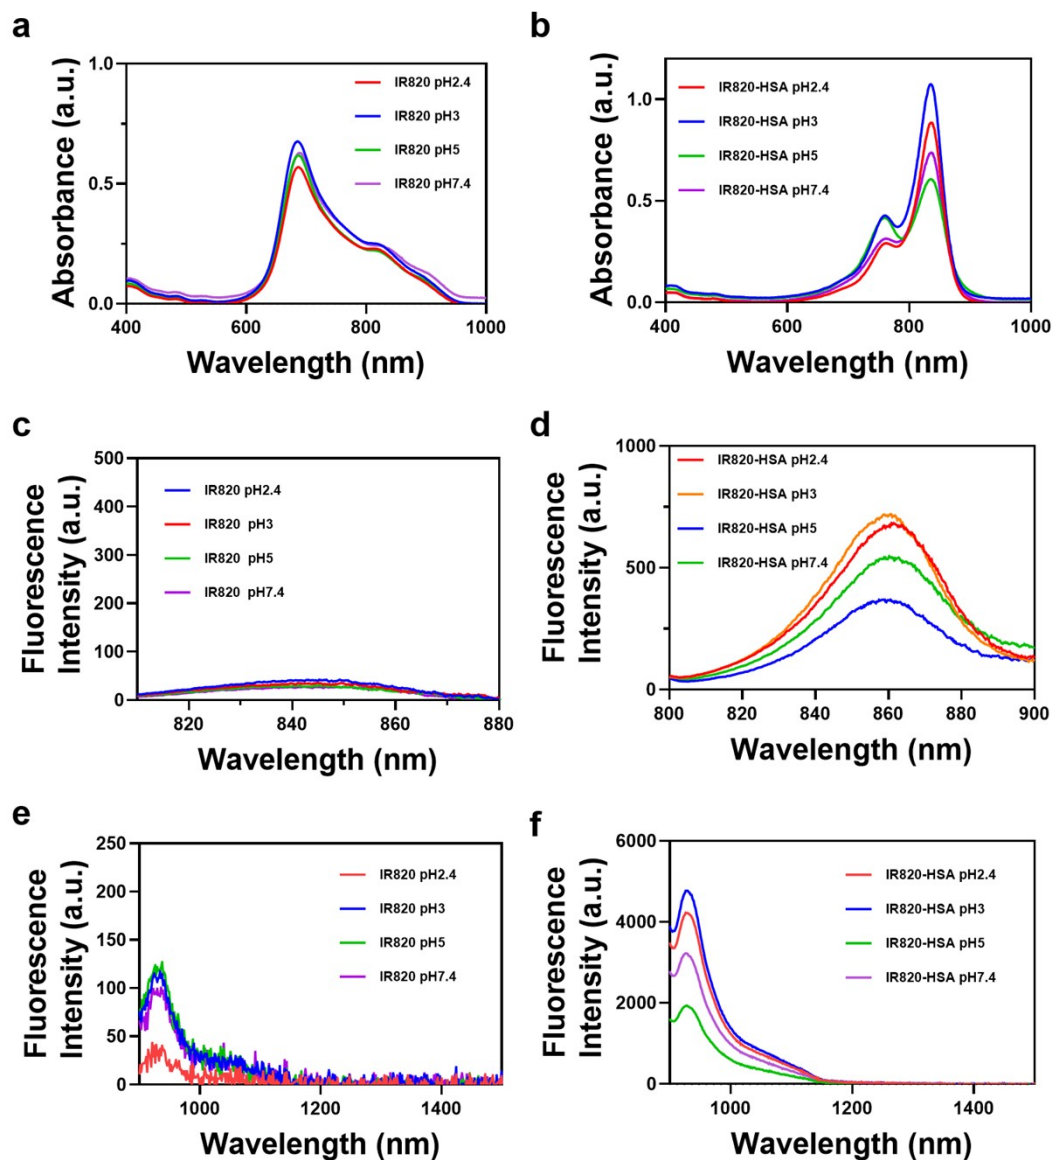 a
Absorbance (a.u.)
1.0
0.5
0.0
400
600
800
1000
Wavelength (nm)
IR820 pH2.4
IR820 pH3
IR820 pH5
IR820 pH7.4
b
Absorbance (a.u.)
1.0
0.5
0.0
400
600
800
1000
Wavelength (nm)
IR820-HSA pH2.4
IR820-HSA pH3
IR820-HSA pH5
IR820-HSA pH7.4
c
Fluorescence
Intensity (a.u.)
500
400
300
200
100
0
820
840
860
880
Wavelength (nm)
IR820 pH2.4
IR820 pH3
IR820 pH5
IR820 pH7.4
d
Fluorescence
Intensity (a.u.)
1000
500
0
800
820
840
860
880
900
Wavelength (nm)
IR820-HSA pH2.4
IR820-HSA pH3
IR820-HSA pH5
IR820-HSA pH7.4
e
Fluorescence
Intensity (a.u.)
250
200
150
100
50
0
1000
1200
1400
Wavelength (nm)
IR820 pH2.4
IR820 pH3
IR820 pH5
IR820 pH7.4
f
Fluorescence
Intensity (a.u.)
6000
4000
2000
0
1000
1200
1400
Wavelength (nm)
IR820-HSA pH2.4
IR820-HSA pH3
IR820-HSA pH5
IR820-HSA pH7.4